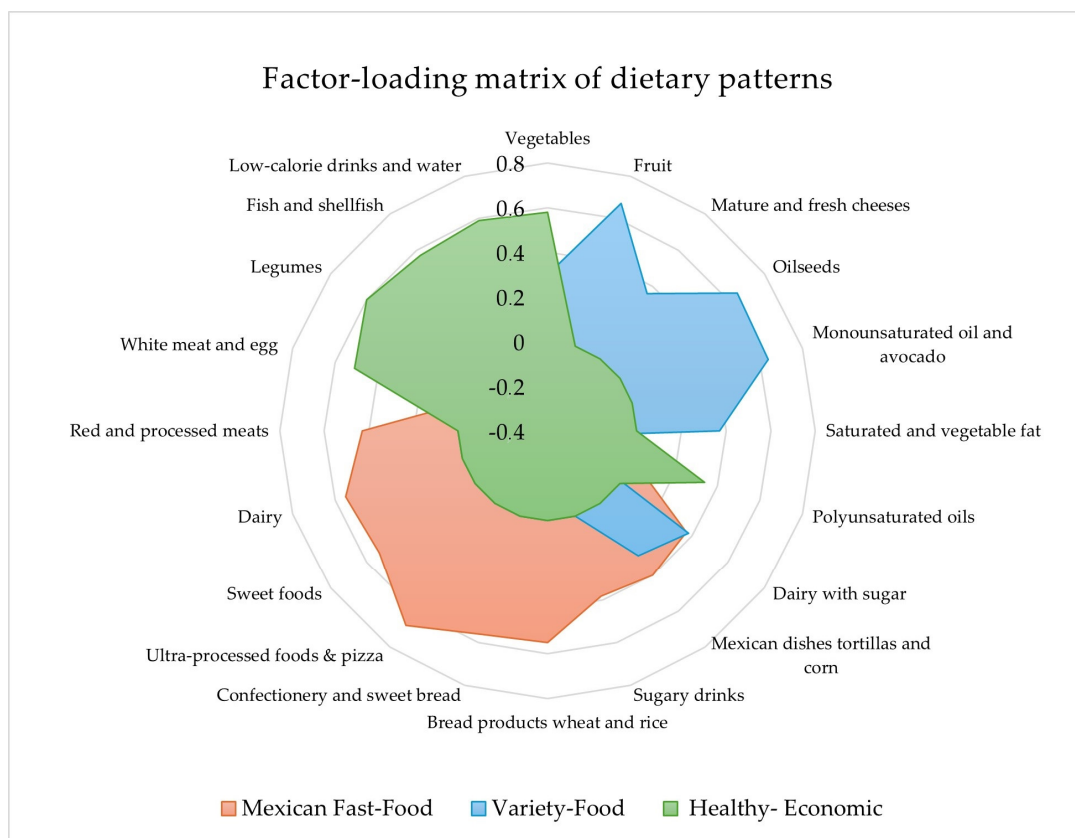 Factor-loading matrix of dietary patterns
Vegetables
Fruit
Mature and fresh cheeses
Oilseeds
Monounsaturated oil and
avocado
Saturated and vegetable fat
Polyunsaturated oils
Dairy with sugar
Mexican dishes tortillas and
corn
Sugary drinks
Bread products wheat and rice
Confectionery and sweet bread
Ultra-processed foods & pizza
Sweet foods
Dairy
Red and processed meats
White meat and egg
Legumes
Fish and shellfish
Low-calorie drinks and water
0.8
0.6
0.4
0.2
0
-0.2
-0.4
Mexican Fast-Food
Variety-Food
Healthy- Economic